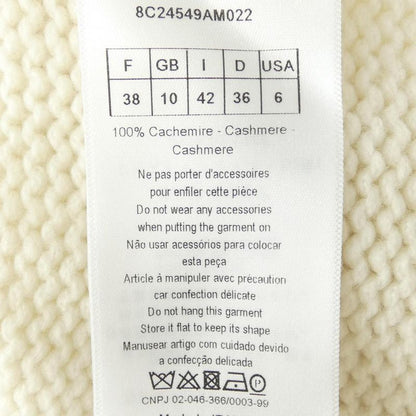 8C24549AM022
F GB I D USA
38 10 42 36 6
100% Cachemire - Cashmere -
Cashmere
Ne pas porter d'accessoires
pour enfiler cette pièce
Do not wear any accessories
when putting the garment on
Não usar acessórios para colocar
esta peça
Article à manipuler avec précaution
car confection délicate
Do not hang this garment
Store it flat to keep its shape
Manusear artigo com cuidado devido
a confecção delicada
P
CNPJ 02-046-366/0003-99